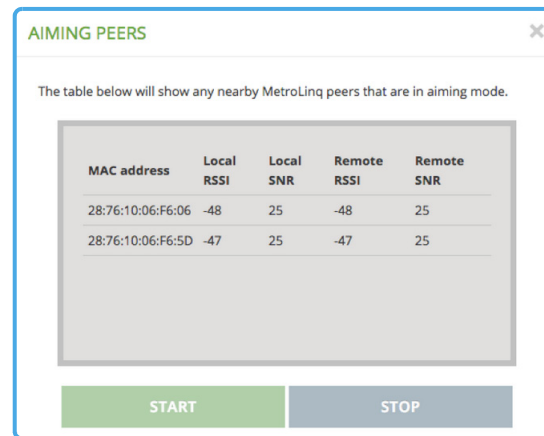 AIMING PEERS ×
The table below will show any nearby MetroLinq peers that are in aiming mode.
MAC address Local RSSI Local SNR Remote RSSI Remote SNR
28:76:10:06:F6:06 -48 25 -48 25
28:76:10:06:F6:5D -47 25 -47 25
START STOP